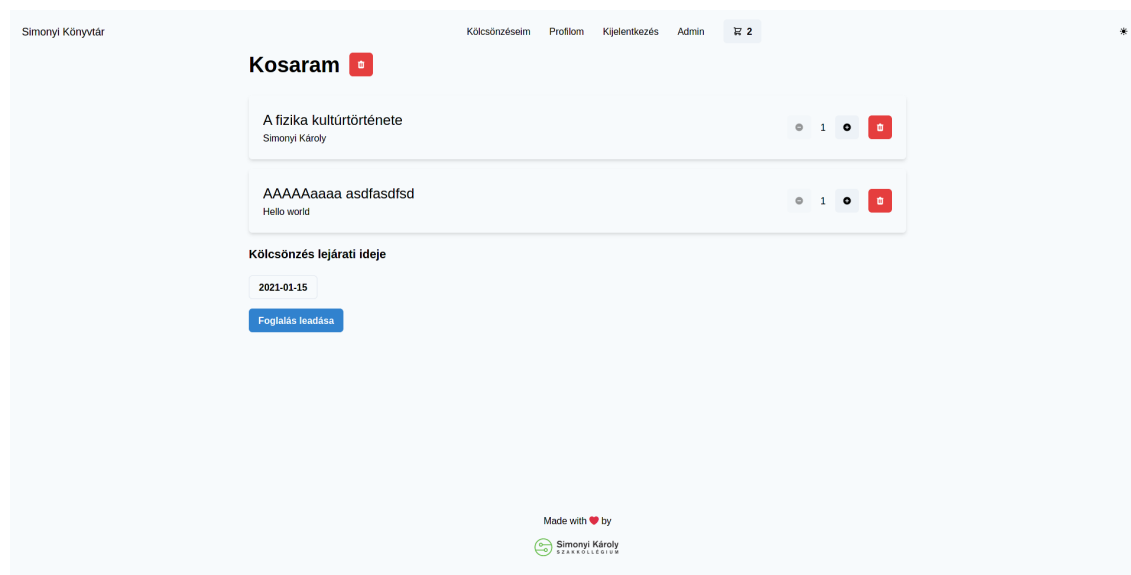 Simonyi Könyvtár
Kölcsönzéseim Profilom Kijelentkezés Admin 2
Kosaram
A fizika kultúrtörténete
Simonyi Károly
1
AAAAAaaaa asdfasdfsd
Hello world
1
Kölcsönzés lejárati ideje
2021-01-15
Foglalás leadása
Made with ❤ by
Simonyi Károly
SZAKKOLLÉGIUM